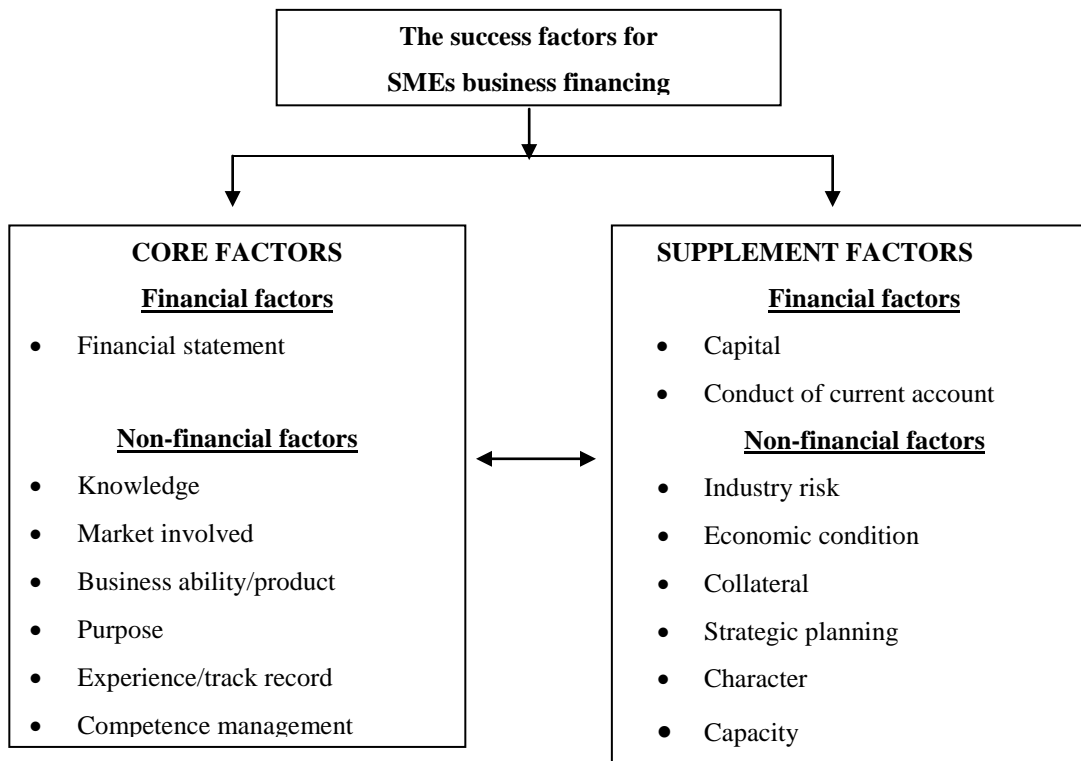 The success factors for
SMEs business financing
CORE FACTORS
Financial factors
• Financial statement
Non-financial factors
• Knowledge
• Market involved
• Business ability/product
• Purpose
• Experience/track record
• Competence management
SUPPLEMENT FACTORS
Financial factors
• Capital
• Conduct of current account
Non-financial factors
• Industry risk
• Economic condition
• Collateral
• Strategic planning
• Character
• Capacity